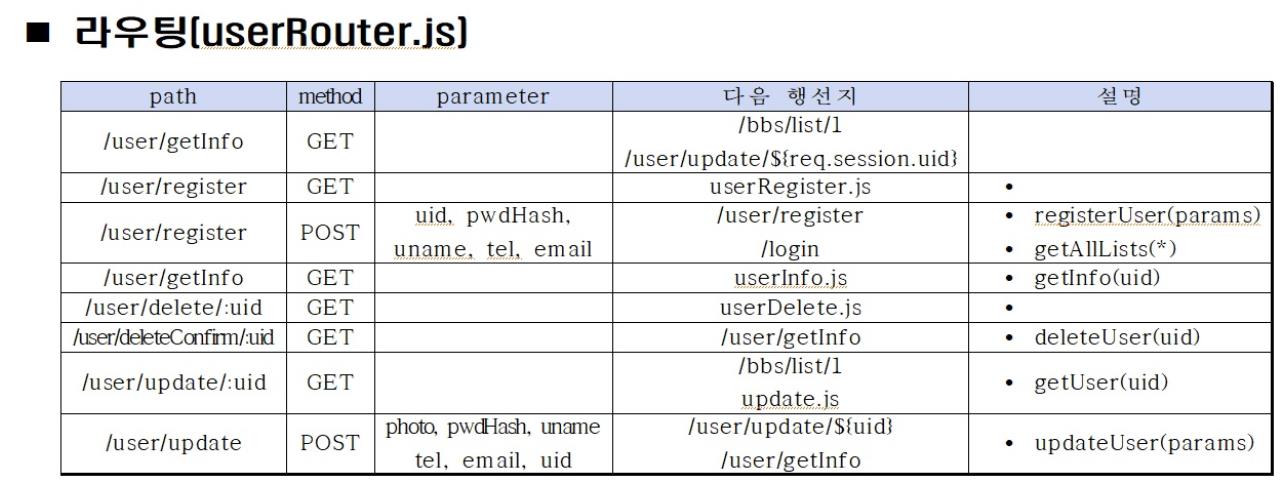 ■ 라우팅(userRouter.js)
path method parameter 다음 행선지 설명
/user/getInfo GET /bbs/list/1
/user/update/${req.session.uid}
/user/register GET userRegister.js •
/user/register POST uid, pwdHash, /user/register • registerUser(params)
uname, tel, email /login • getAllLists(*)
/user/getInfo GET userInfo.js • getInfo(uid)
/user/delete/:uid GET userDelete.js •
/user/deleteConfirm/:uid GET /user/getInfo • deleteUser(uid)
/user/update/:uid GET /bbs/list/1 • getUser(uid)
update.js
/user/update POST photo, pwdHash, uname /user/update/${uid} • updateUser(params)
tel, email, uid /user/getInfo